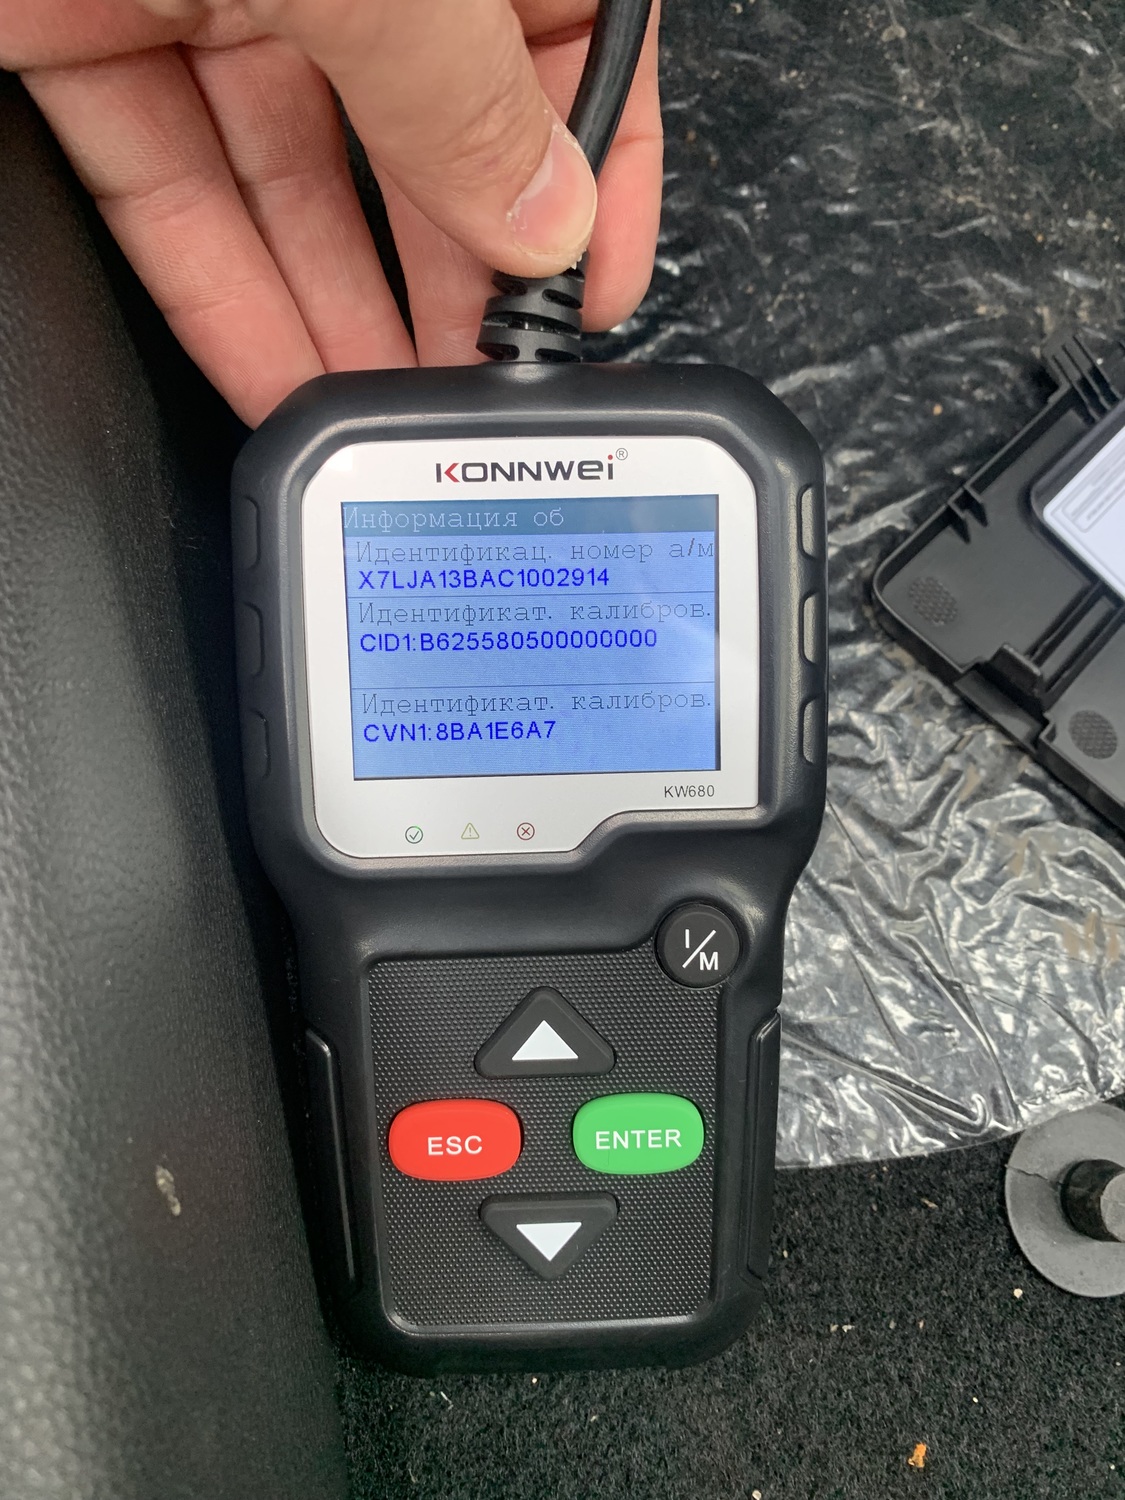 KONNWEI®
Информация об
Идентификац. номер а/м
X7LJA13BAC1002914
Идентификат. калибров.
CID1:B625580500000000
Идентификат. калибров.
CVN1:8BA1E6A7
KW680
I/M
ESC
ENTER